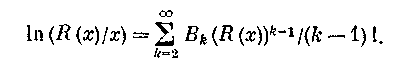 ln (R (x)/x) = ∑_{k=2}^{∞} B_k (R (x))^{k-1}/(k − 1) !.